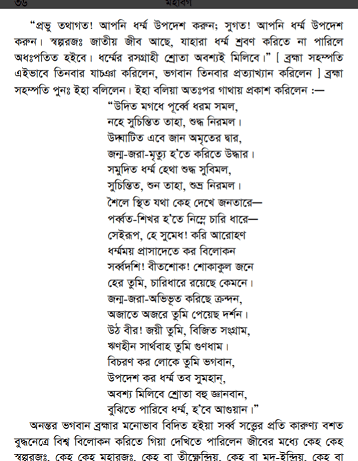 ৩৬ মহাবর্গ
“প্রভু তথাগত! আপনি ধর্ম্ম উপদেশ করুন; সুগত! আপনি ধর্ম্ম উপদেশ
করুন। স্বল্পরজঃ জাতীয় জীব আছে, যাহারা ধর্ম্ম শ্রবণ করিতে না পারিলে
অধঃপতিত হইবে। ধর্ম্মের রসগ্রাহী শ্রোতা অবশ্যই মিলিবে।” [ ব্রহ্মা সহম্পতি
এইভাবে তিনবার যাচঞা করিলেন, ভগবান তিনবার প্রত্যাখ্যান করিলেন ] ব্রহ্মা
সহম্পতি পুনঃ ইহা বলিলেন। ইহা বলিয়া অতঃপর গাথায় প্রকাশ করিলেন :—
“উদিত মগধে পূর্ব্বে ধরম সমল,
নহে সুচিন্তিত তাহা, শুদ্ধ নিরমল।
উদ্ঘাটিত এবে জান অমৃতের দ্বার,
জন্ম-জরা-মৃত্যু হ’তে করিতে উদ্ধার।
সমুদিত ধর্ম্ম হেথা শুদ্ধ সুবিমল,
সুচিন্তিত, শুন তাহা, শুভ্র নিরমল।
শৈলে স্থিত যথা কেহ দেখে জনতারে—
পর্ব্বত-শিখর হ’তে নিম্নে চারি ধারে—
সেইরূপ, হে সুমেধ! করি আরোহণ
ধর্ম্মময় প্রাসাদেতে কর বিলোকন
সর্ব্বদর্শি! বীতশোক! শোকাকুল জনে
হের তুমি, চারিধারে রয়েছে কেমনে।
জন্ম-জরা-অভিভূত করিছে ক্রন্দন,
অজাতে অজরে তুমি পেয়েছ দর্শন।
উঠ বীর! জয়ী তুমি, বিজিত সংগ্রাম,
ঋণহীন সার্থবাহ তুমি গুণধাম।
বিচরণ কর লোকে তুমি ভগবান,
উপদেশ কর ধর্ম্ম তব সুমহান্,
অবশ্য মিলিবে শ্রোতা বহু জ্ঞানবান,
বুঝিতে পারিবে ধর্ম্ম, হ’বে আগুয়ান।”
অনন্তর ভগবান ব্রহ্মার মনোভাব বিদিত হইয়া সর্ব্ব সত্ত্বের প্রতি কারুণ্য বশত
বুদ্ধনেত্রে বিশ্ব বিলোকন করিতে গিয়া দেখিতে পারিলেন জীবের মধ্যে কেহ কেহ
স্বল্পরজঃ, কেহ কেহ মহারজঃ, কেহ বা তীক্ষ্ণেন্দ্রিয়, কেহ বা মৃদু-ইন্দ্রিয়, কেহ বা